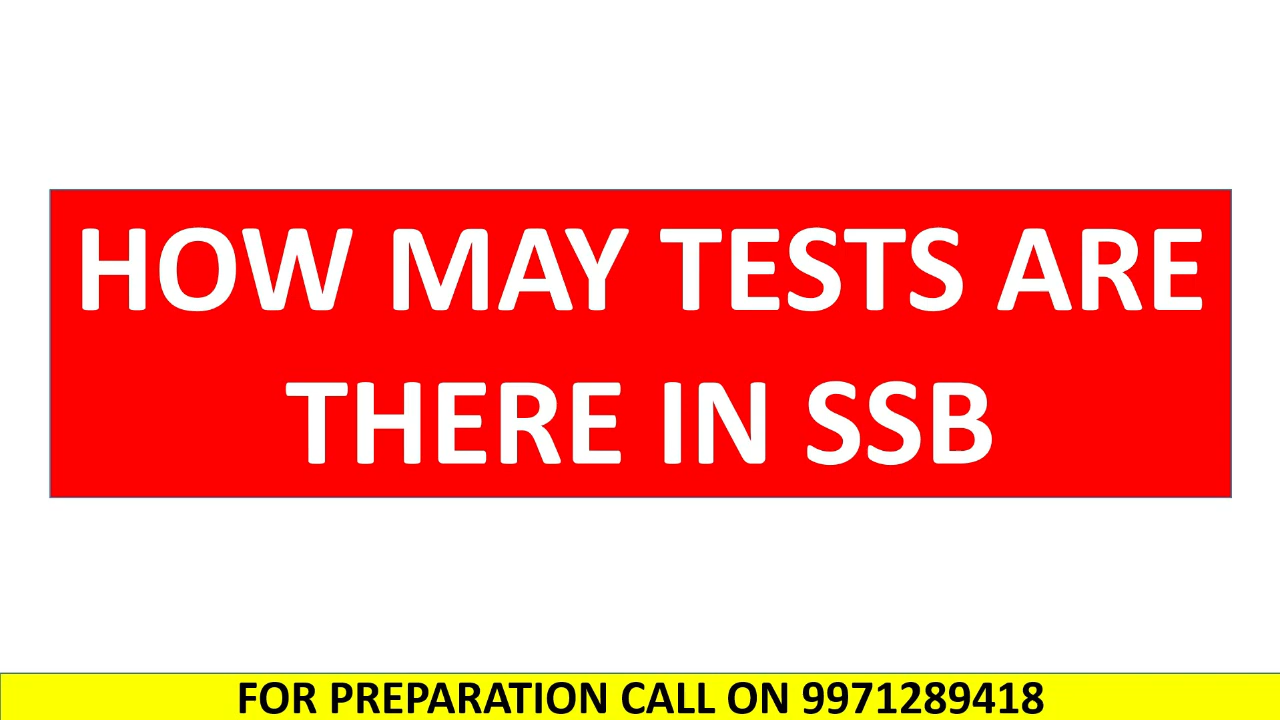 HOW MAY TESTS ARE
THERE IN SSB
FOR PREPARATION CALL ON 9971289418